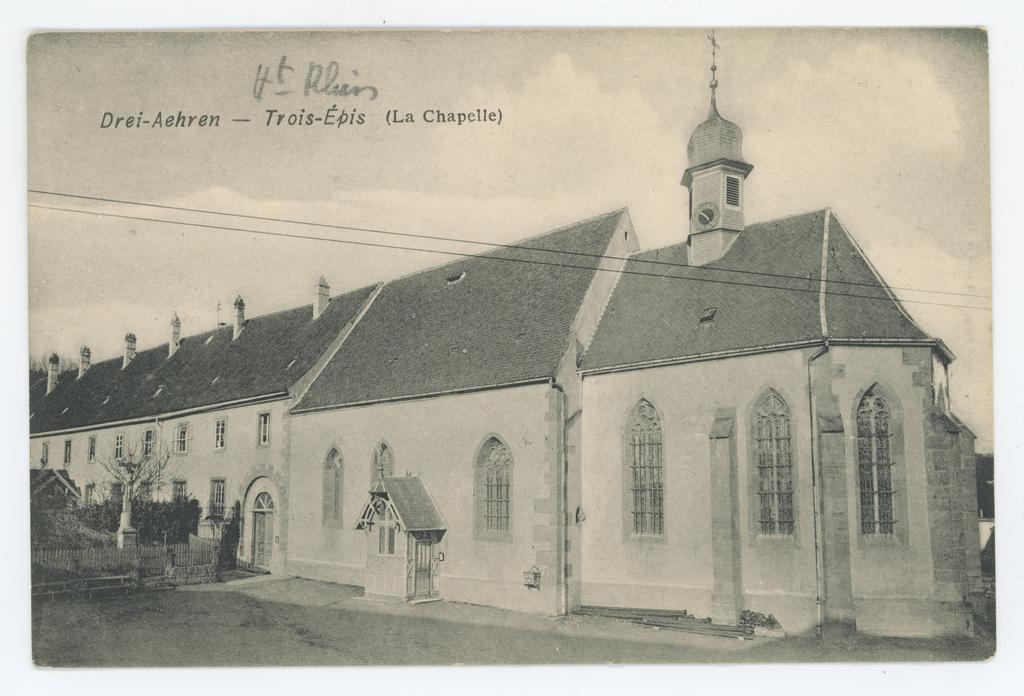 Ht Rhin
Drei-Aehren — Trois-Épis (La Chapelle)